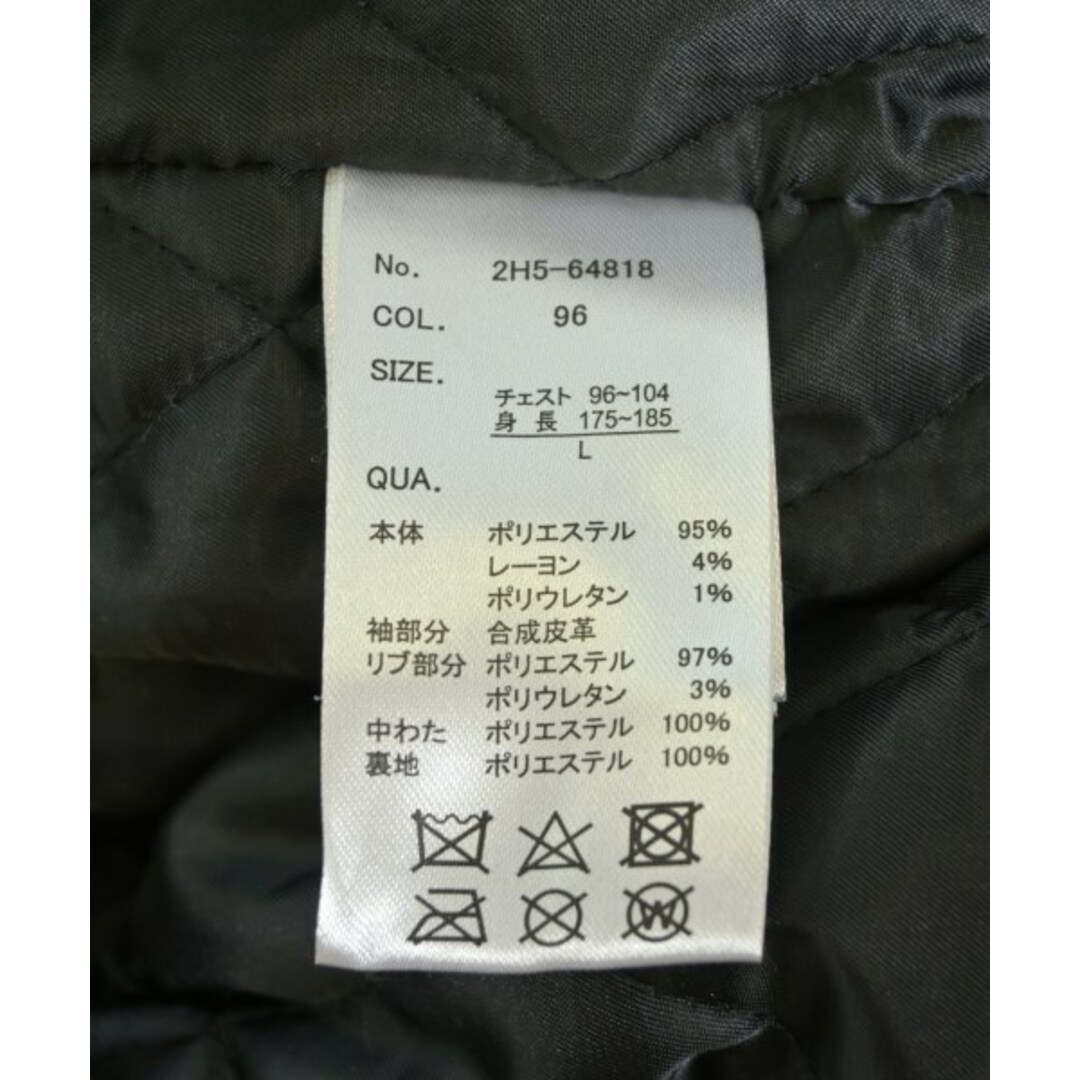 No. 2H5-64818
COL. 96
SIZE.
チェスト 96~104
身長 175~185
L
QUA.
本体 ポリエステル 95%
レーヨン 4%
ポリウレタン 1%
袖部分 合成皮革
リブ部分 ポリエステル 97%
ポリウレタン 3%
中わた ポリエステル 100%
裏地 ポリエステル 100%
W